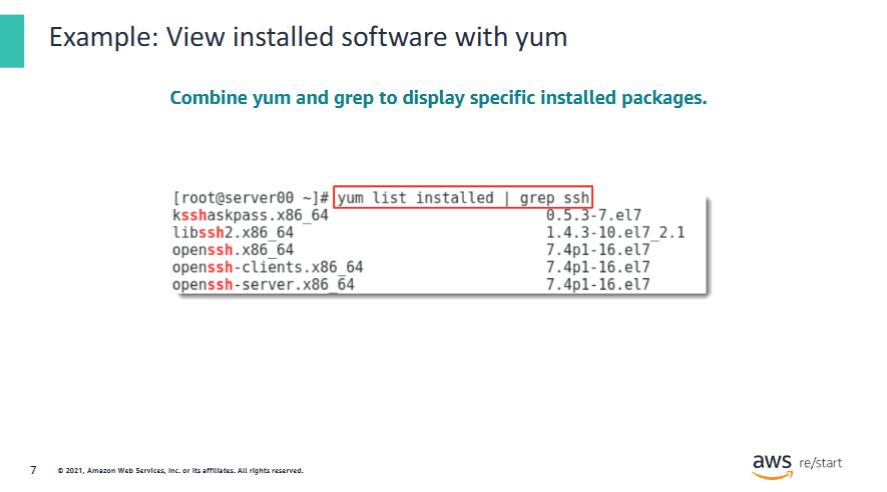 Example: View installed software with yum
Combine yum and grep to display specific installed packages.
[root@server00 ~]# yum list installed | grep ssh
ksshaskpass.x86_64 0.5.3-7.el7
libssh2.x86_64 1.4.3-10.el7_2.1
openssh.x86_64 7.4p1-16.el7
openssh-clients.x86_64 7.4p1-16.el7
openssh-server.x86_64 7.4p1-16.el7
7 © 2021, Amazon Web Services, Inc. or its affiliates. All rights reserved.
aws re/start